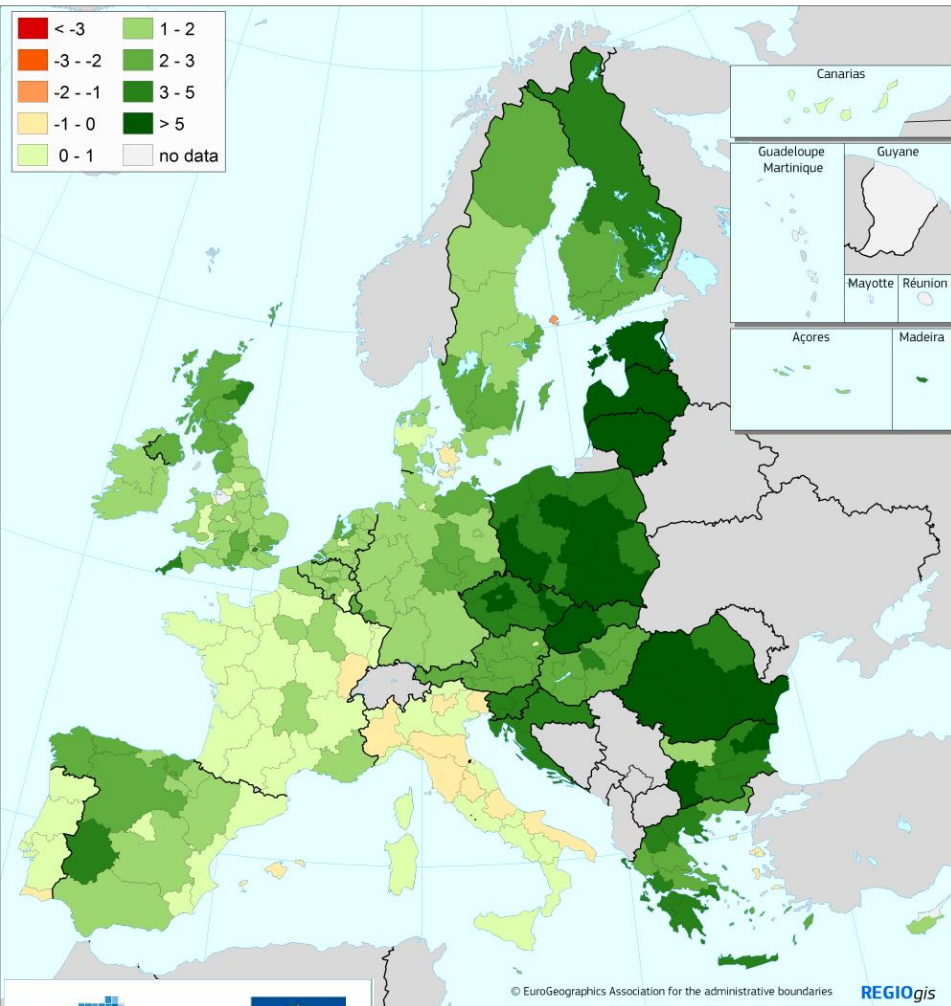 < -3
-3 - -2
-2 - -1
-1 - 0
0 - 1
1 - 2
2 - 3
3 - 5
> 5
no data
Canarias
Guadeloupe
Martinique
Guyane
Mayotte
Réunion
Açores
Madeira
© EuroGeographics Association for the administrative boundaries
REGIOgis